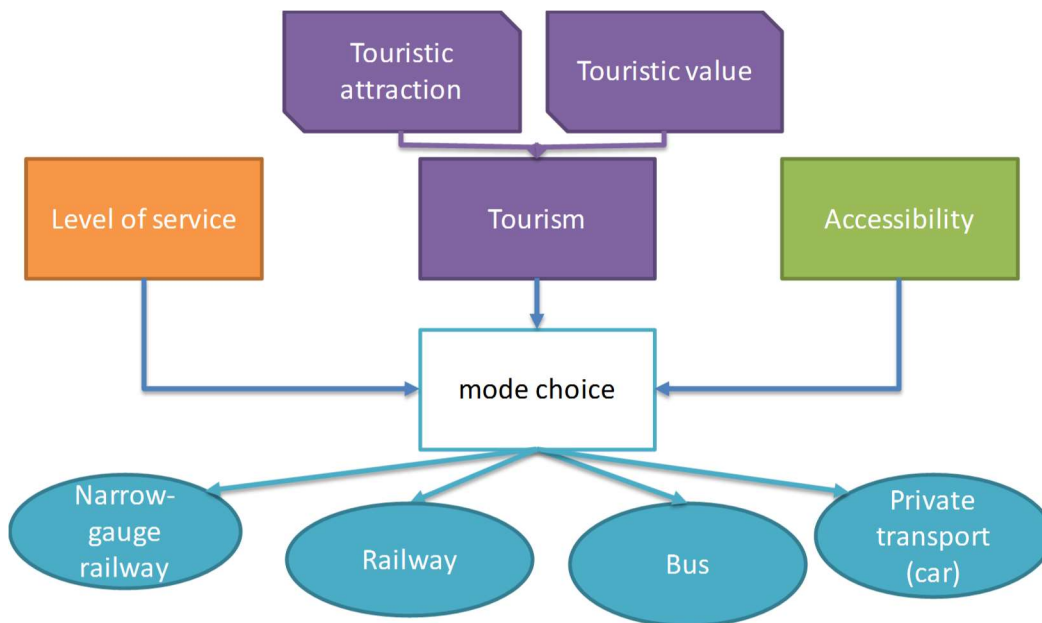 Touristic
attraction
Touristic value
Level of service
Tourism
Accessibility
mode choice
Narrow-
gauge
railway
Railway
Bus
Private
transport
(car)